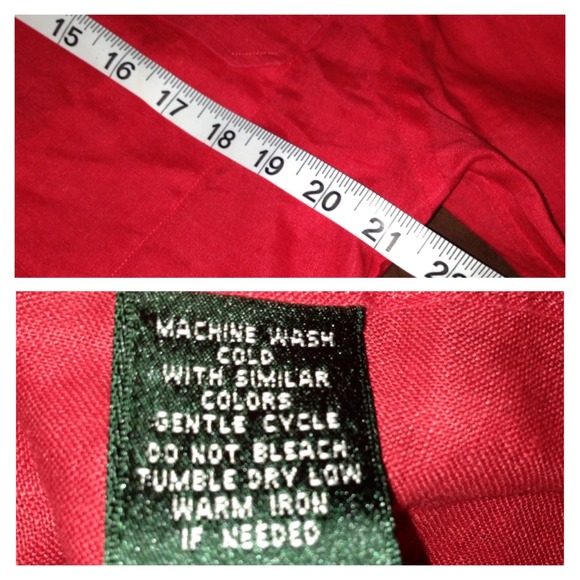 15 16 17 18 19 20 21 22
MACHINE WASH
COLD
WITH SIMILAR
COLORS
GENTLE CYCLE
DO NOT BLEACH
TUMBLE DRY LOW
WARM IRON
IF NEEDED